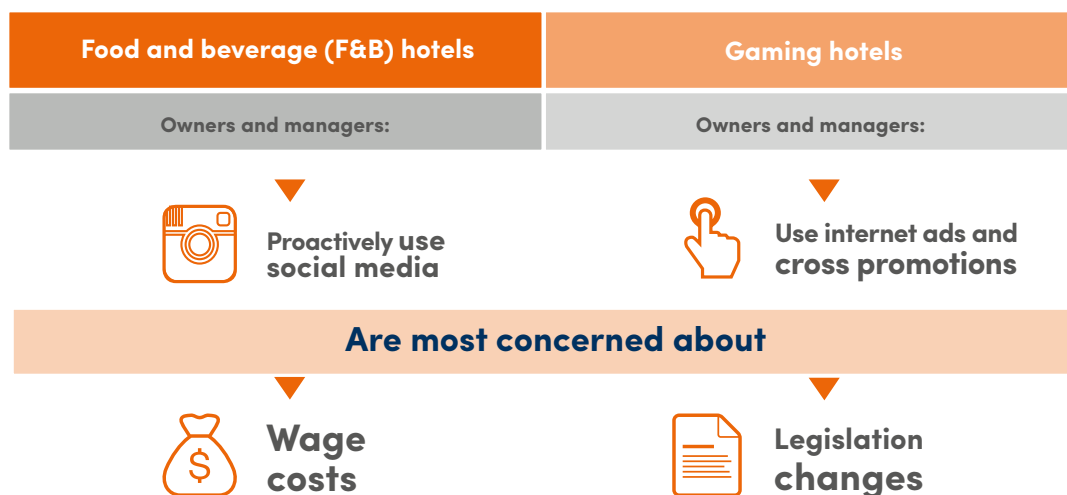 Food and beverage (F&B) hotels
Gaming hotels
Owners and managers:
Owners and managers:
Proactively use
social media
Use internet ads and
cross promotions
Are most concerned about
$
Wage
costs
Legislation
changes